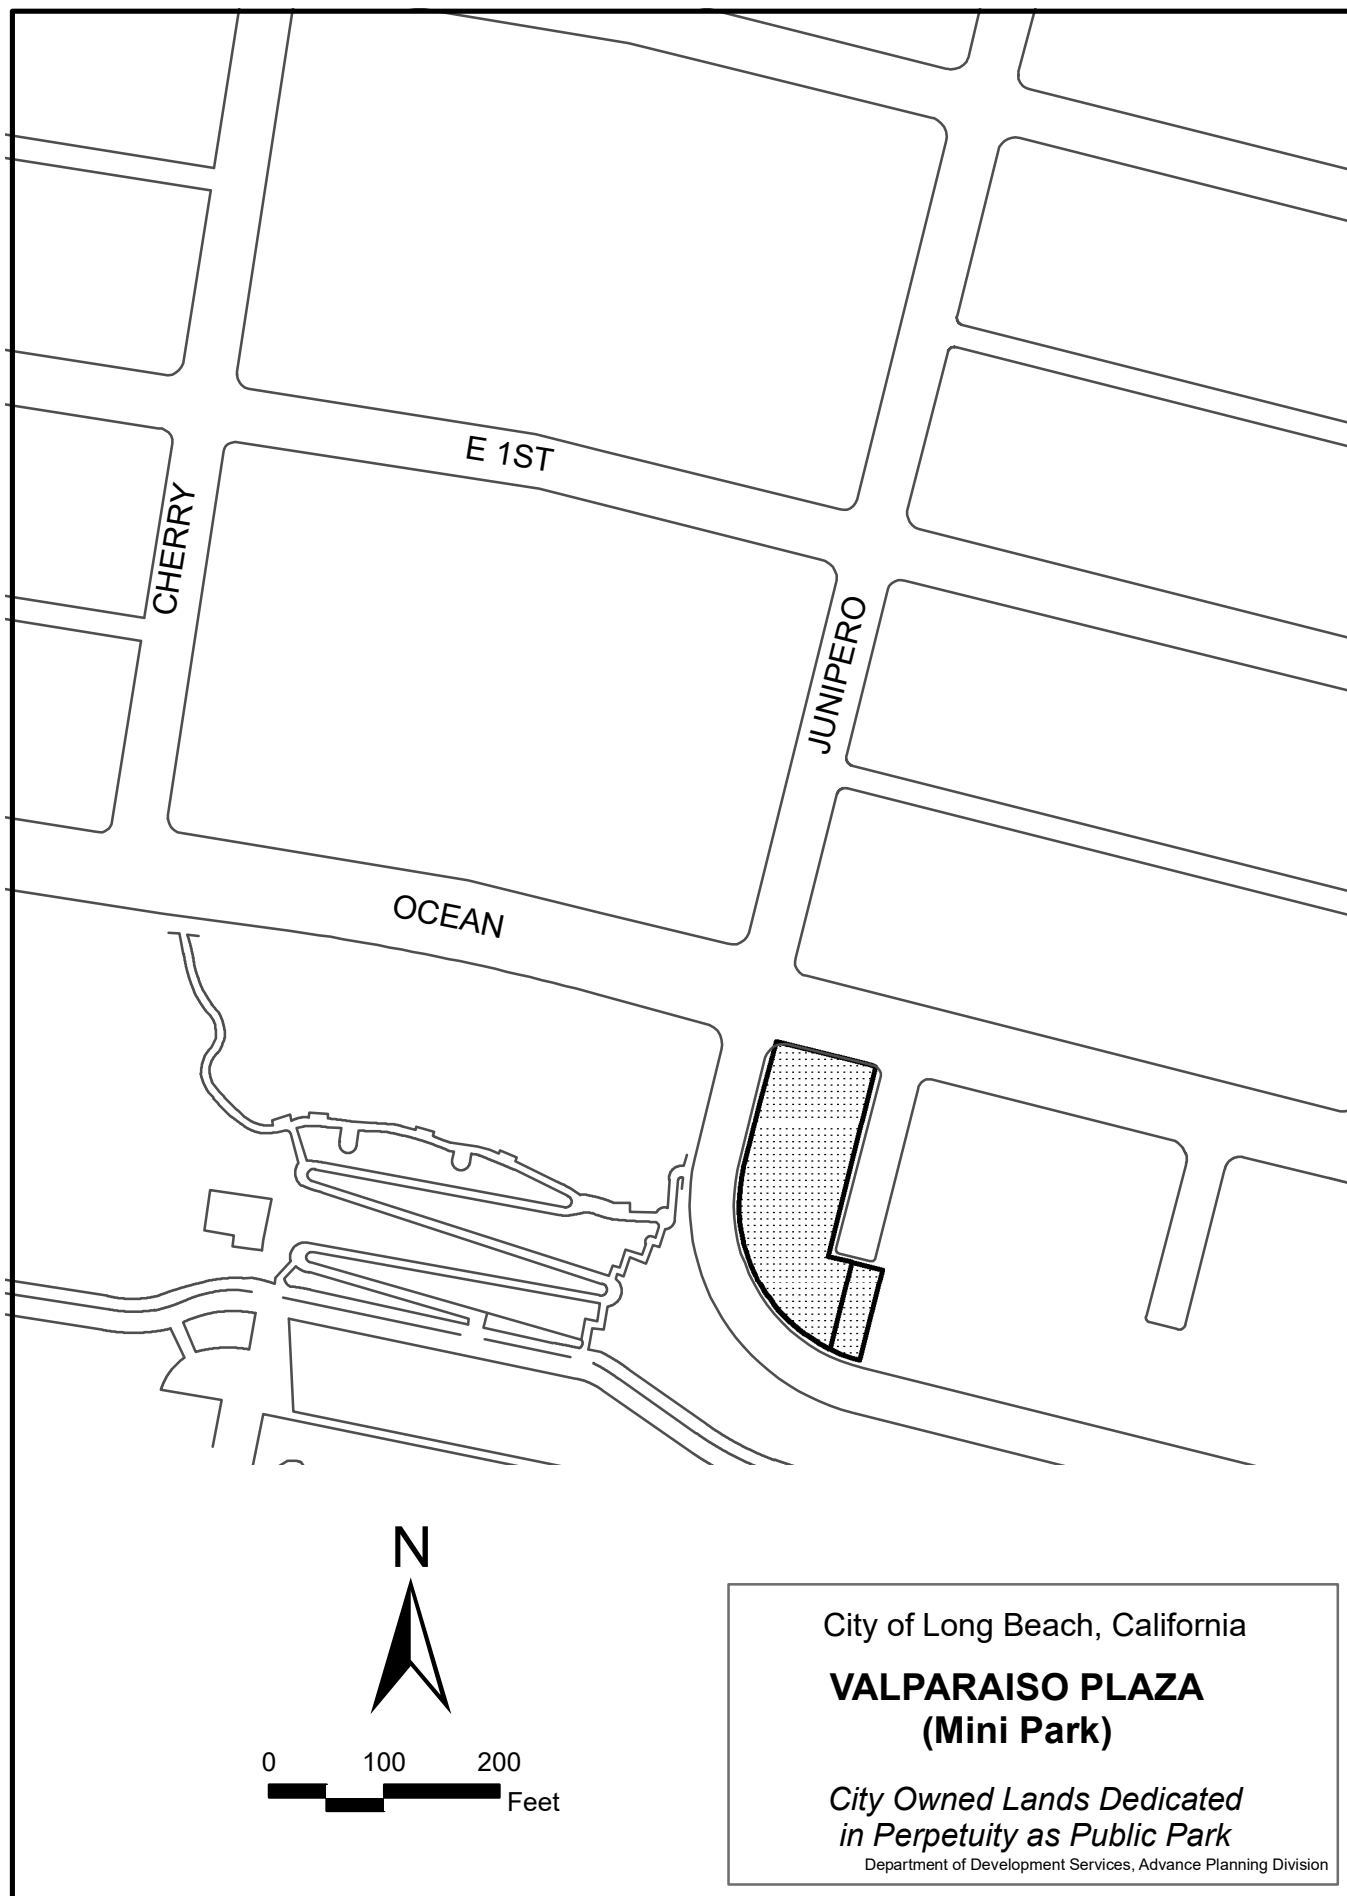 E 1ST
CHERRY
JUNIPERO
OCEAN
N
0 100 200
Feet
City of Long Beach, California
VALPARAISO PLAZA
(Mini Park)
City Owned Lands Dedicated
in Perpetuity as Public Park
Department of Development Services, Advance Planning Division